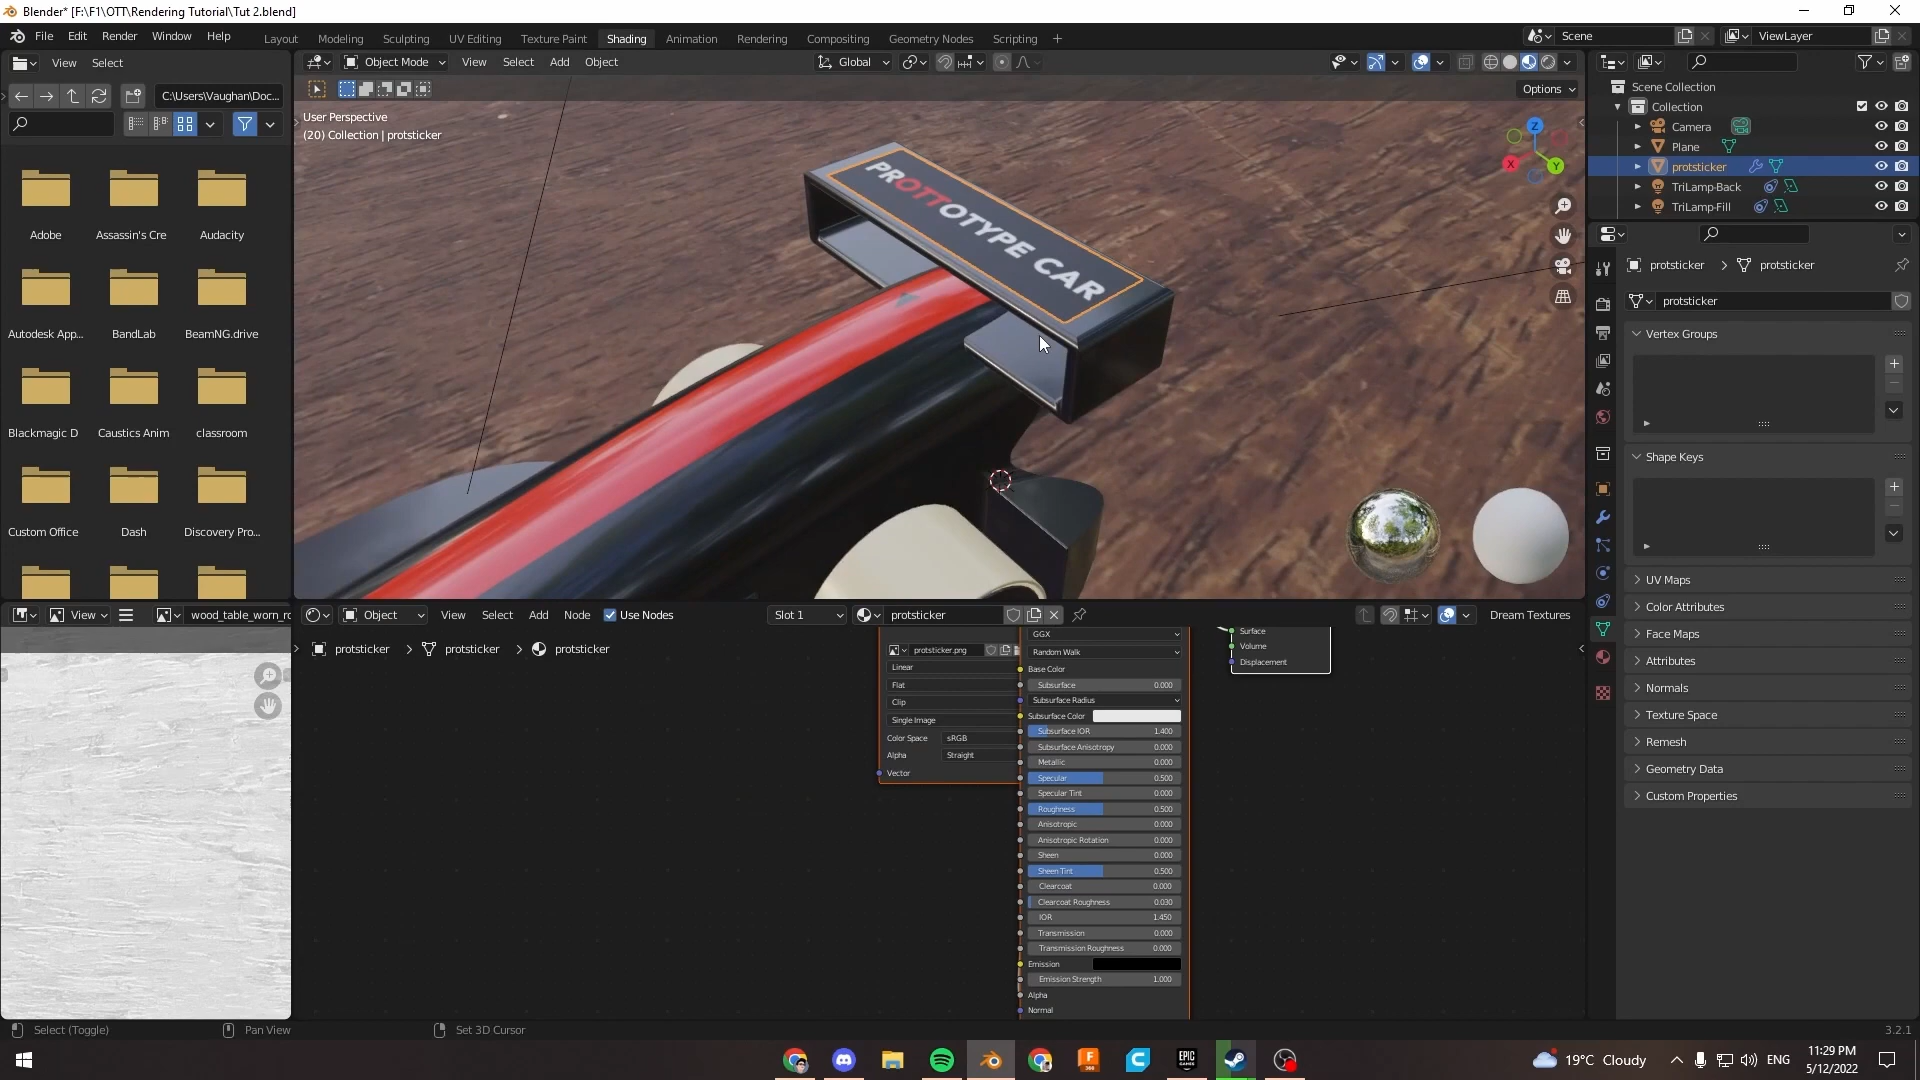 Blender* [F:\F1\OTT\Rendering Tutorial\Tut 2.blend]
File Edit Render Window Help
Layout Modeling Sculpting UV Editing Texture Paint Shading Animation Rendering Compositing Geometry Nodes Scripting +
Scene
ViewLayer
View Select
Object Mode View Select Add Object
Global
Options
C:\Users\Vaughan\Doc...
User Perspective
(20) Collection | protsticker
Z
X
Y
PROTTOTYPE CAR
Adobe
Assassin's Cre
Audacity
Autodesk App...
BandLab
BeamNG.drive
Blackmagic D
Caustics Anim
classroom
Custom Office
Dash
Discovery Pro...
Scene Collection
Collection
Camera
Plane
protsticker
TriLamp-Back
TriLamp-Fill
protsticker > protsticker
protsticker
Vertex Groups
Shape Keys
UV Maps
Color Attributes
Face Maps
Attributes
Normals
Texture Space
Remesh
Geometry Data
Custom Properties
View
wood_table_worn_ro
Object View Select Add Node Use Nodes
Slot 1
protsticker
Dream Textures
protsticker > protsticker > protsticker
protsticker.png
Linear
Flat
Clip
Single Image
Color Space sRGB
Alpha Straight
Vector
GGX
Random Walk
Base Color
Subsurface 0.000
Subsurface Radius
Subsurface Color
Subsurface IOR 1.400
Subsurface Anisotropy 0.000
Metallic 0.000
Specular 0.500
Specular Tint 0.000
Roughness 0.500
Anisotropic 0.000
Anisotropic Rotation 0.000
Sheen 0.000
Sheen Tint 0.500
Clearcoat 0.000
Clearcoat Roughness 0.030
IOR 1.450
Transmission 0.000
Transmission Roughness 0.000
Emission
Emission Strength 1.000
Alpha
Normal
Surface
Volume
Displacement
Select (Toggle)
Pan View
Set 3D Cursor
3.2.1
19°C Cloudy
ENG
11:29 PM
5/12/2022